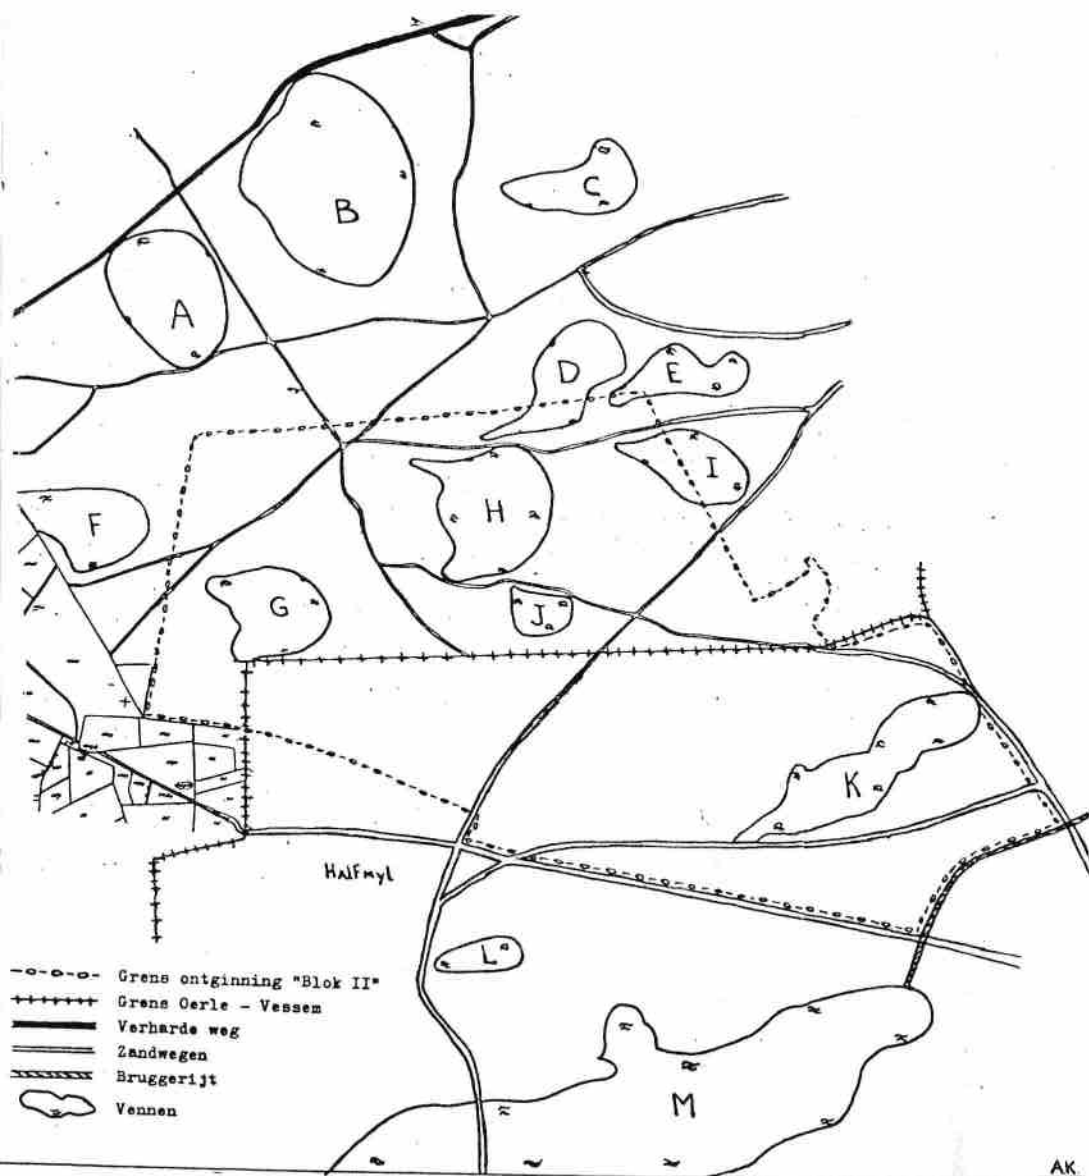 B
C
A
D
E
I
F
H
G
J
K
HalFmyl
L
Grens ontginning "Blok II"
Grens Oerle - Vessem
Verharde weg
Zandwegen
Bruggerijt
Vennen
M
AK